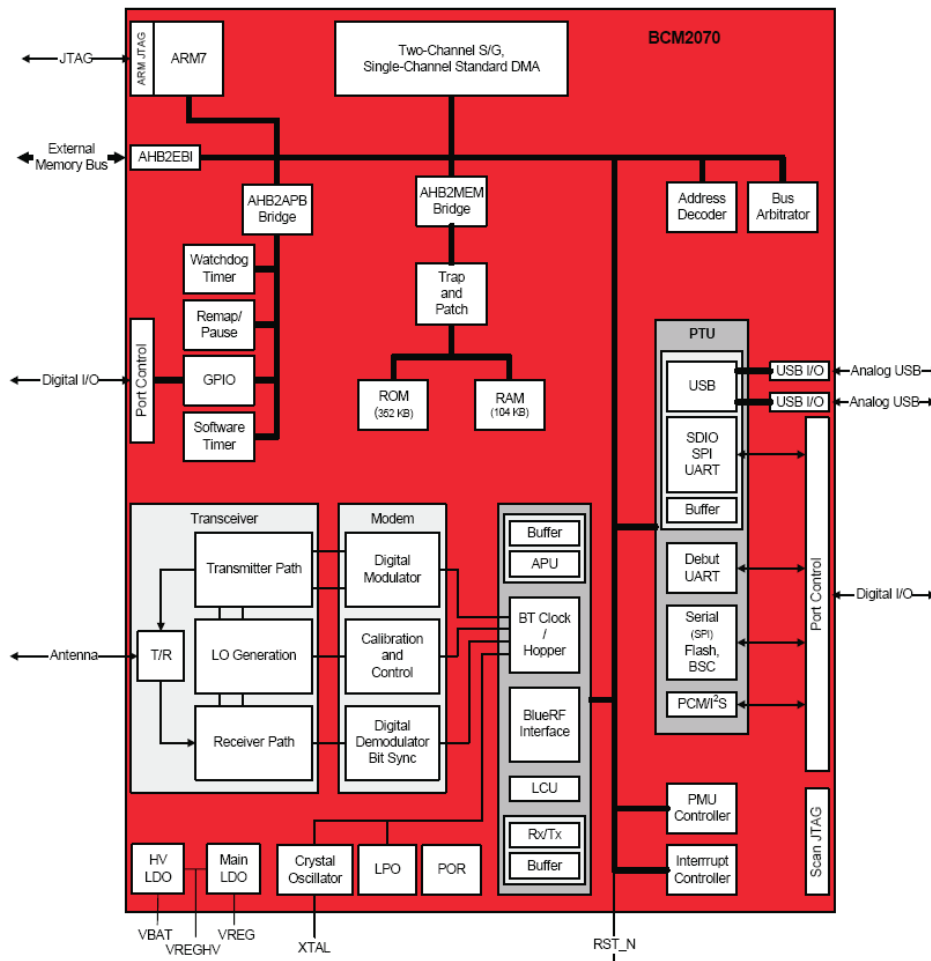 BCM2070
JTAG
ARM JTAG
ARM7
Two-Channel S/G,
Single-Channel Standard DMA
External
Memory Bus
AHB2EBI
AHB2APB
Bridge
AHB2MEM
Bridge
Address
Decoder
Bus
Arbitrator
Watchdog
Timer
Remap/
Pause
GPIO
Software
Timer
Port Control
Digital I/O
Trap
and
Patch
ROM
(352 KB)
RAM
(104 KB)
PTU
USB
USB I/O
Analog USB
USB I/O
Analog USB
SDIO
SPI
UART
Buffer
Debut
UART
Serial
(SPI)
Flash,
BSC
PCM/I²S
Port Control
Digital I/O
Transceiver
Transmitter Path
T/R
LO Generation
Receiver Path
Antenna
Modem
Digital
Modulator
Calibration
and
Control
Digital
Demodulator
Bit Sync
Buffer
APU
BT Clock
/
Hopper
BlueRF
Interface
LCU
Rx/Tx
Buffer
PMU
Controller
Interrrupt
Controller
Scan JTAG
HV
LDO
Main
LDO
Crystal
Oscillator
LPO
POR
VBAT
VREGHV
VREG
XTAL
RST_N